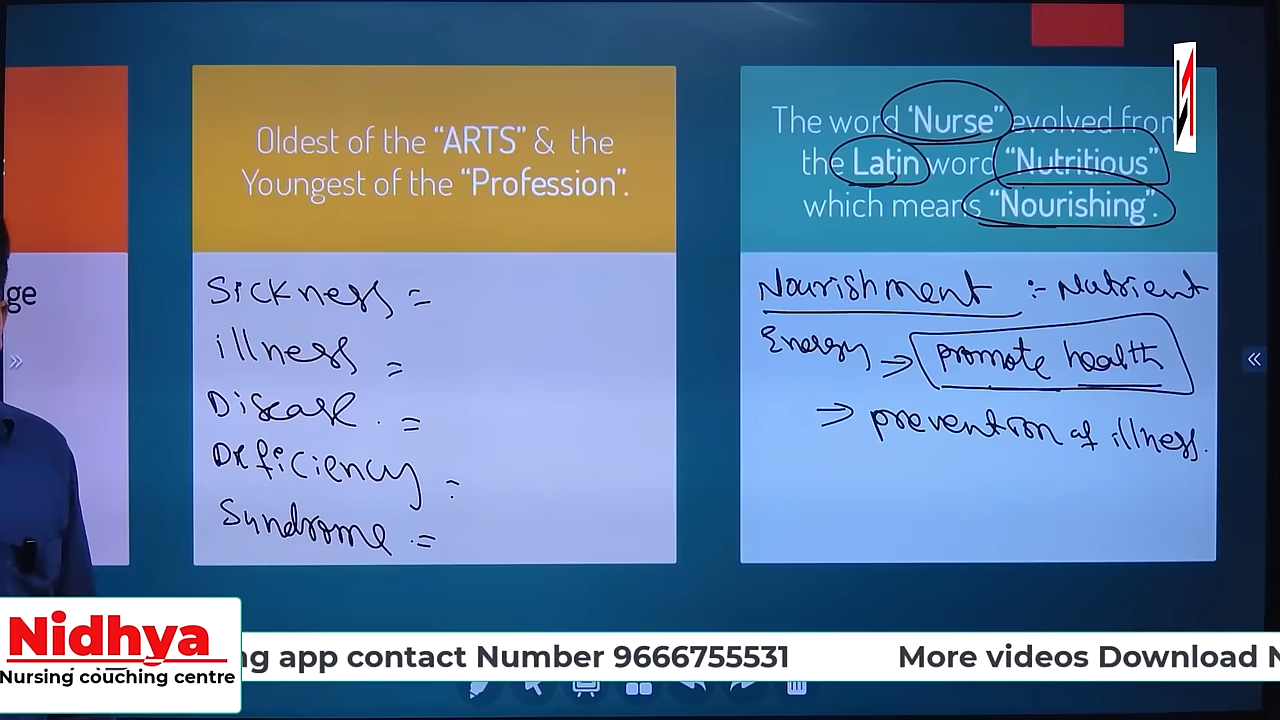 ge
Oldest of the “ARTS” & the
Youngest of the “Profession”.
Sickness =
illness =
Disease . =
Deficiency :
Syndrome .=
The word ‘Nurse” evolved from
the Latin word “Nutritious”
which means “Nourishing”.
Nourishment :- Nutrient
Energy → promote health
→ prevention of illness.
»
«
Nidhya
Nursing couching centre
ng app contact Number 9666755531 More videos Download N